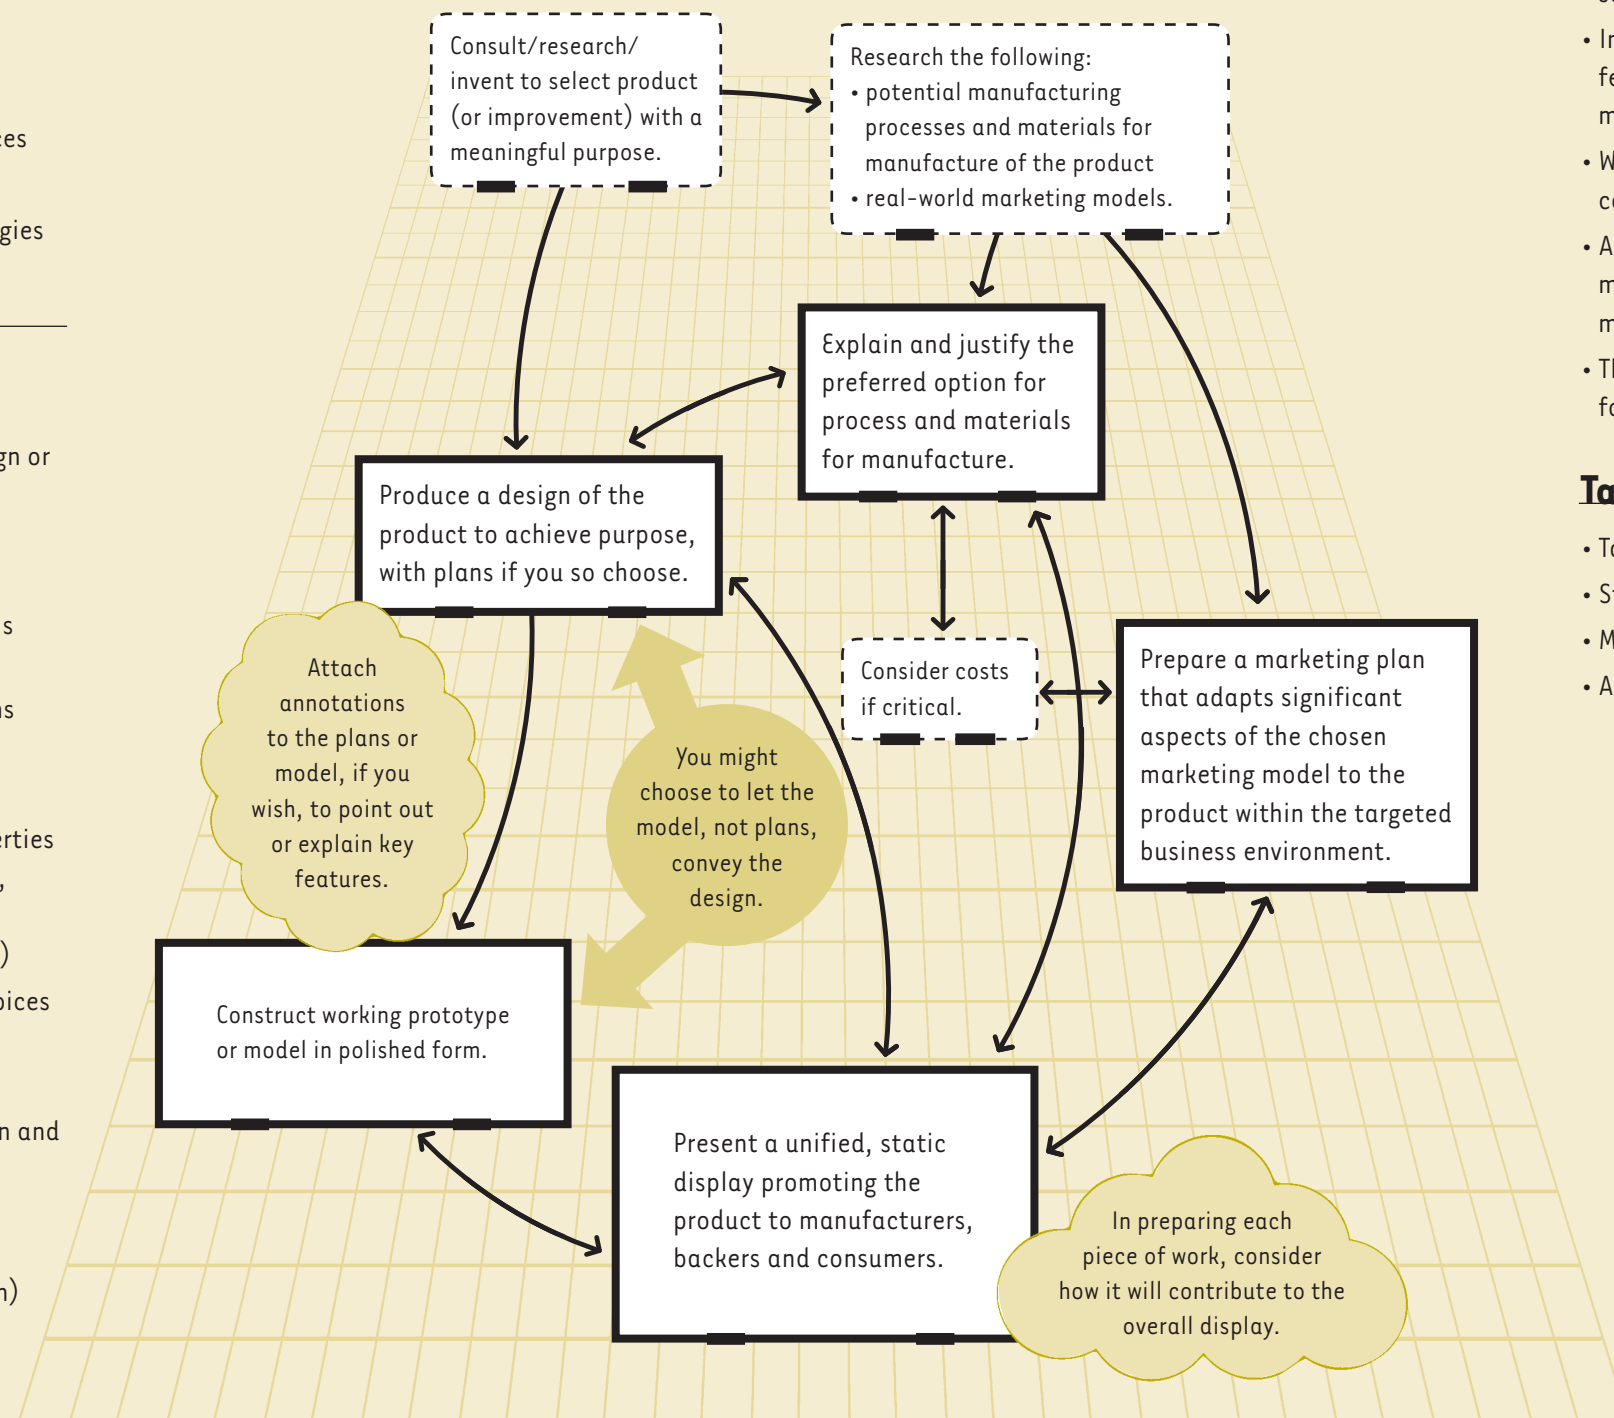 Consult/research/
invent to select product
(or improvement) with a
meaningful purpose.
Research the following:
• potential manufacturing
processes and materials for
manufacture of the product
• real-world marketing models.
Explain and justify the
preferred option for
process and materials
for manufacture.
Produce a design of the
product to achieve purpose,
with plans if you so choose.
Attach
annotations
to the plans or
model, if you
wish, to point out
or explain key
features.
You might
choose to let the
model, not plans,
convey the
design.
Consider costs
if critical.
Prepare a marketing plan
that adapts significant
aspects of the chosen
marketing model to the
product within the targeted
business environment.
Construct working prototype
or model in polished form.
Present a unified, static
display promoting the
product to manufacturers,
backers and consumers.
In preparing each
piece of work, consider
how it will contribute to the
overall display.
or
and